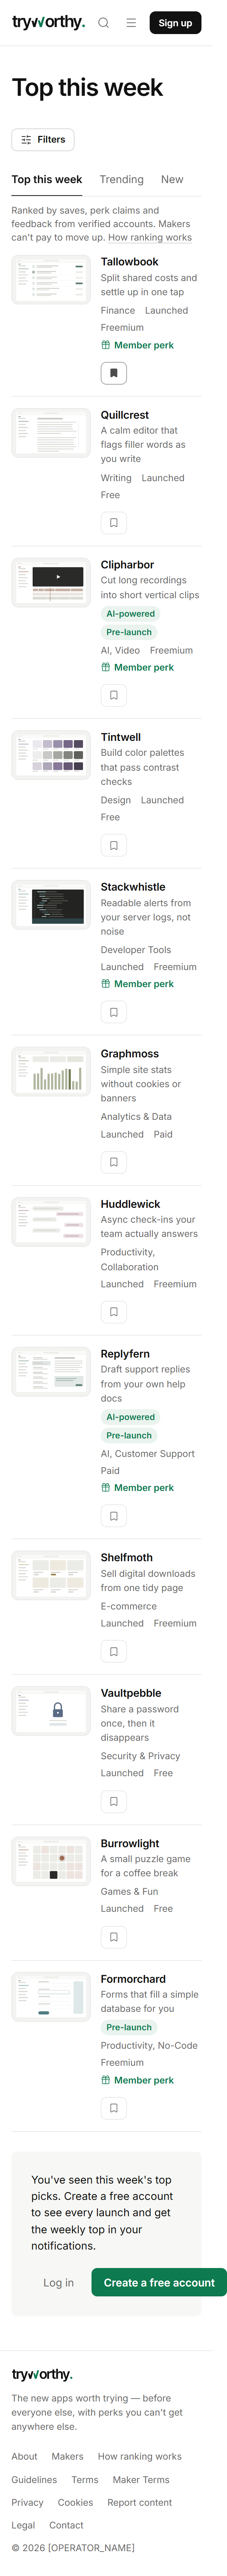 tryworthy.
Sign up
Top this week
Filters
Top this week Trending New
Ranked by saves, perk claims and
feedback from verified accounts. Makers
can't pay to move up. How ranking works
Tallowbook
Split shared costs and
settle up in one tap
Finance Launched
Freemium
Member perk
Quillcrest
A calm editor that
flags filler words as
you write
Writing Launched
Free
Clipharbor
Cut long recordings
into short vertical clips
AI-powered
Pre-launch
AI, Video Freemium
Member perk
Tintwell
Build color palettes
that pass contrast
checks
Design Launched
Free
Stackwhistle
Readable alerts from
your server logs, not
noise
Developer Tools
Launched Freemium
Member perk
Graphmoss
Simple site stats
without cookies or
banners
Analytics & Data
Launched Paid
Huddlewick
Async check-ins your
team actually answers
Productivity,
Collaboration
Launched Freemium
Replyfern
Draft support replies
from your own help
docs
AI-powered
Pre-launch
AI, Customer Support
Paid
Member perk
Shelfmoth
Sell digital downloads
from one tidy page
E-commerce
Launched Freemium
Vaultpebble
Share a password
once, then it
disappears
Security & Privacy
Launched Free
Burrowlight
A small puzzle game
for a coffee break
Games & Fun
Launched Free
Formorchard
Forms that fill a simple
database for you
Pre-launch
Productivity, No-Code
Freemium
Member perk
You've seen this week's top
picks. Create a free account
to see every launch and get
the weekly top in your
notifications.
Log in Create a free account
tryworthy.
The new apps worth trying — before
everyone else, with perks you can't get
anywhere else.
About Makers How ranking works
Guidelines Terms Maker Terms
Privacy Cookies Report content
Legal Contact
© 2026 [OPERATOR_NAME]